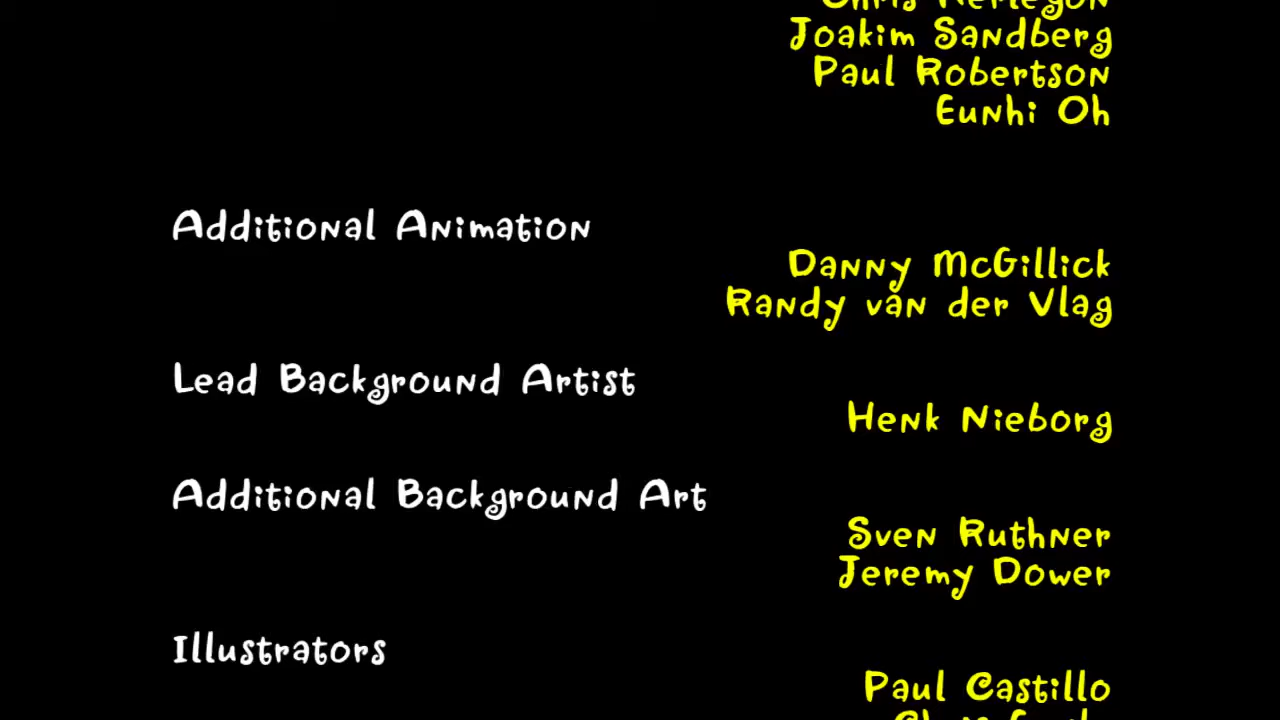 Joakim Sandberg
Paul Robertson
Eunhi Oh
Additional Animation
Danny McGillick
Randy van der Vlag
Lead Background Artist
Henk Nieborg
Additional Background Art
Sven Ruthner
Jeremy Dower
Illustrators
Paul Castillo